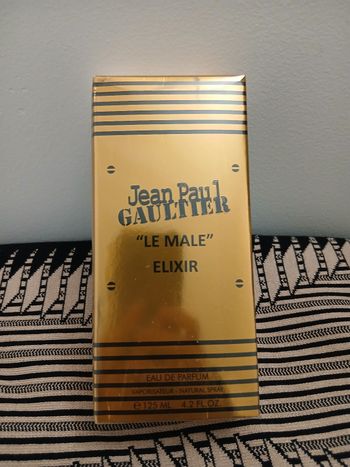 Jean Paul
GAULTIER
“LE MALE”
ELIXIR
EAU DE PARFUM
VAPORISATEUR - NATURAL SPRAY
℮ 125 ML 4.2 FL.OZ.